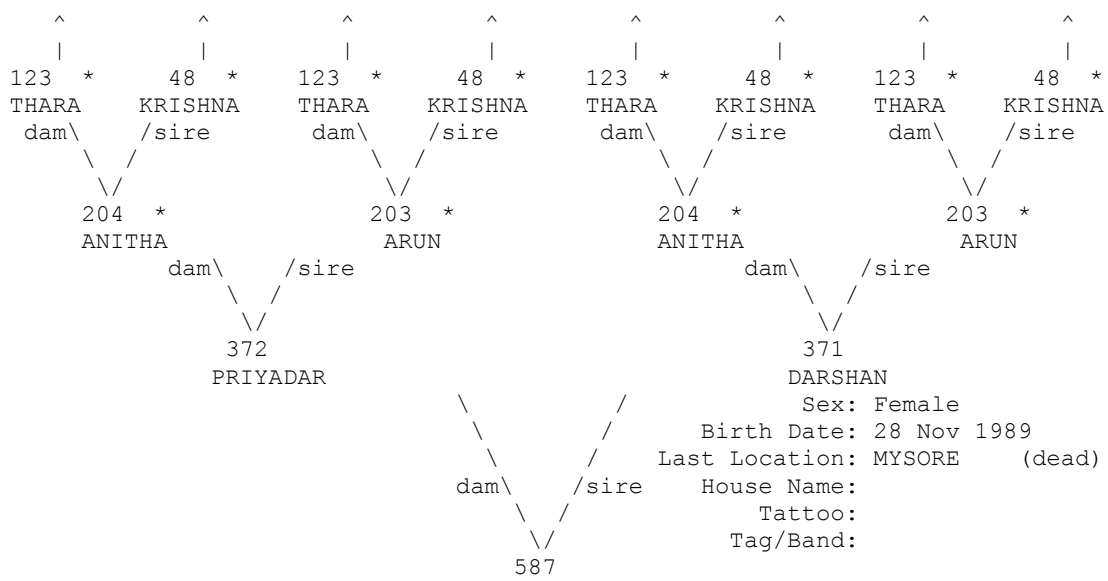 ^ ^ ^ ^ ^ ^ ^ ^
| | | | | | | |
123 * 48 * 123 * 48 * 123 * 48 * 123 * 48 *
THARA KRISHNA THARA KRISHNA THARA KRISHNA THARA KRISHNA
dam\ /sire dam\ /sire dam\ /sire dam\ /sire
\ / \ / \ / \ /
\/ \/ \/ \/
204 * 203 * 204 * 203 *
ANITHA ARUN ANITHA ARUN
dam\ /sire dam\ /sire
\ / \ /
\/ \/
372 371
PRIYADAR DARSHAN
\ / Sex: Female
\ / Birth Date: 28 Nov 1989
\ / Last Location: MYSORE (dead)
dam\ /sire House Name:
\ / Tattoo:
\/ Tag/Band:
587